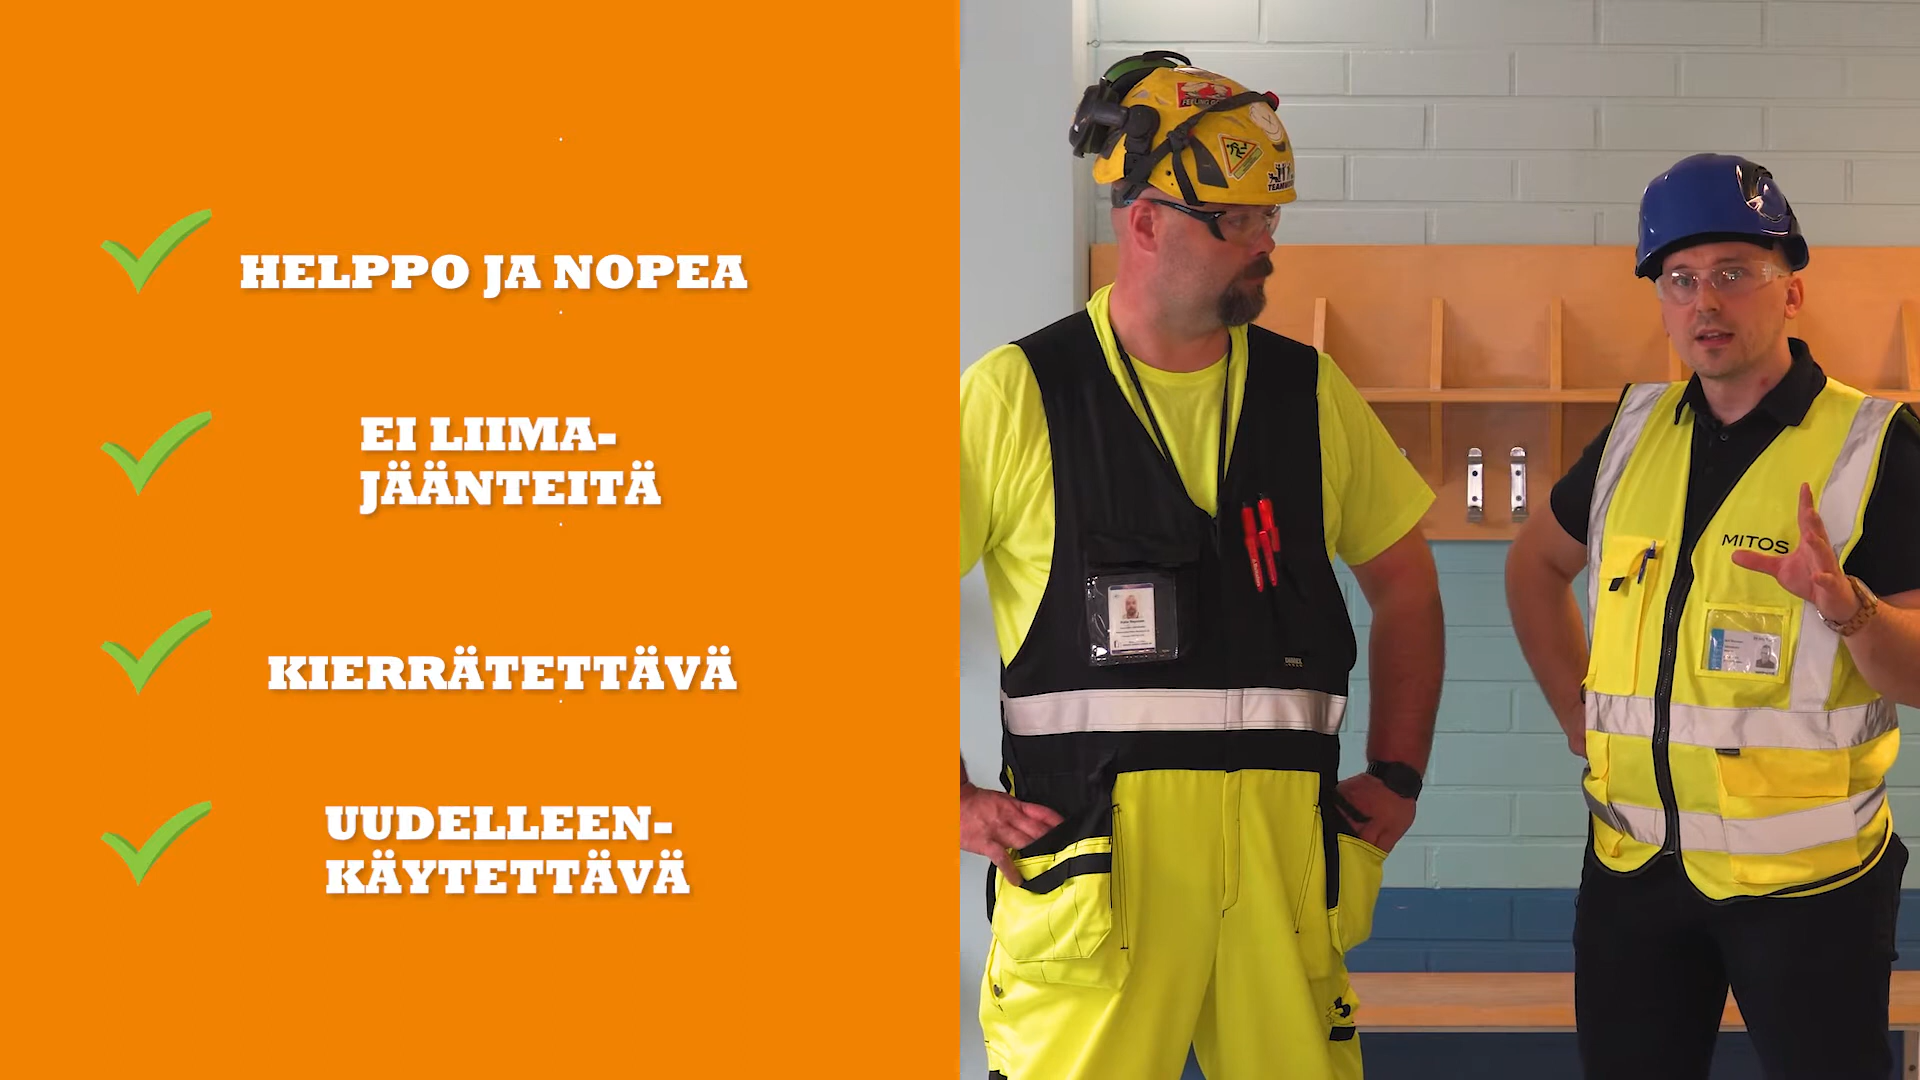 HELPPO JA NOPEA
EI LIIMA-
JÄÄNTEITÄ
KIERRÄTETTÄVÄ
UUDELLEEN-
KÄYTETTÄVÄ
MITOS